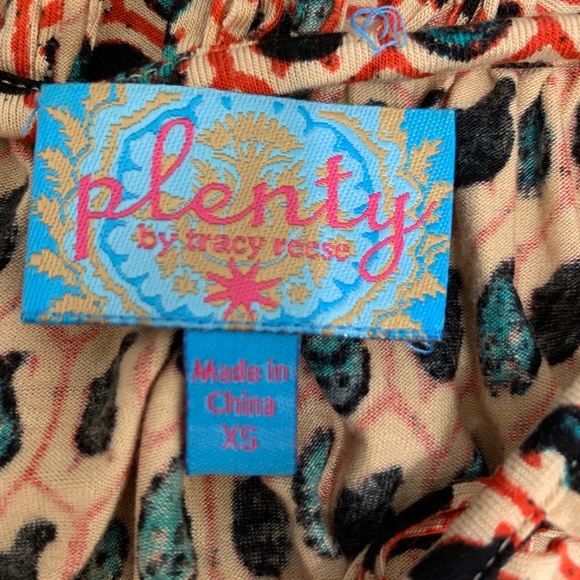 plenty
by tracy reese
Made in
China
XS